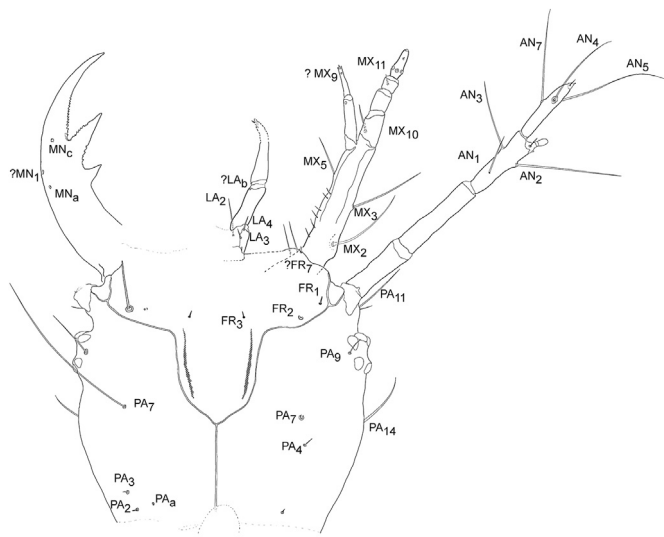 AN7
AN4
AN5
? MX9
MX11
AN3
MX10
MNc
AN1
MX5
AN2
?MN1
MNa
?LAb
LA2
LA4
MX3
LA3
MX2
?FR7
FR1
PA11
FR2
FR3
PA9
PA7
PA7
PA14
PA4
PA3
PAa
PA2